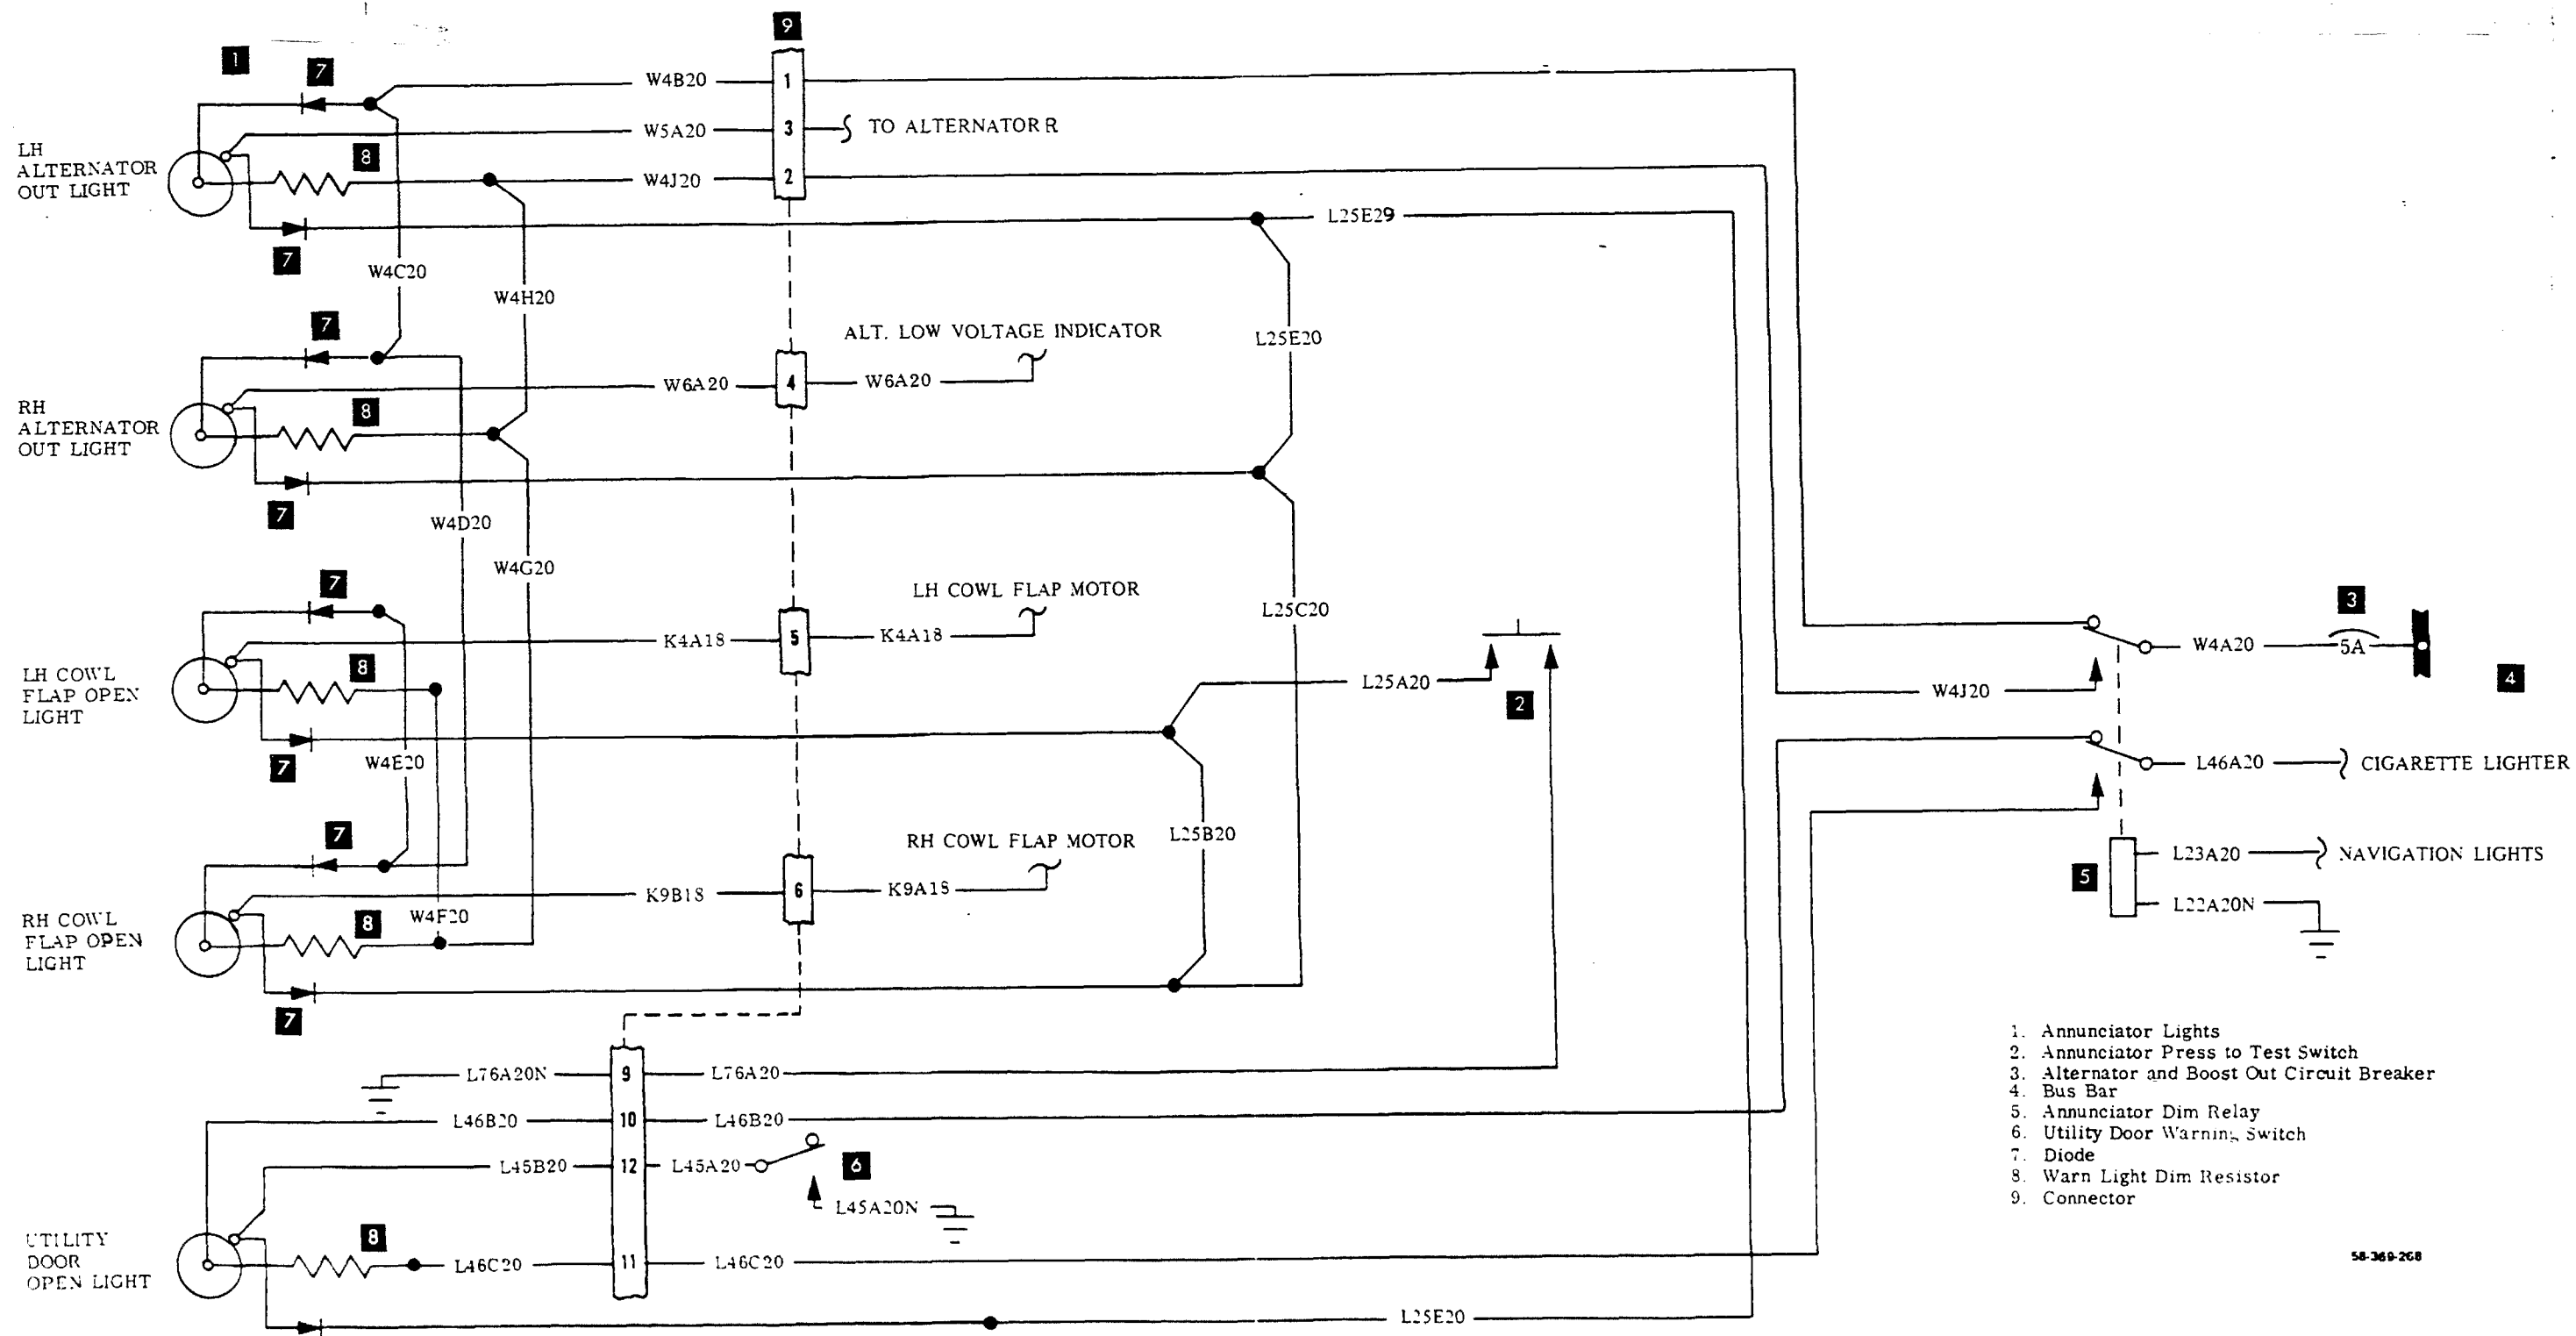 9
1
7
W4B20
1
W5A20
3
TO ALTERNATOR R
LH
ALTERNATOR
OUT LIGHT
8
W4J20
2
L25E29
7
W4C20
W4H20
7
ALT. LOW VOLTAGE INDICATOR
L25E20
W6A20
4
W6A20
RH
ALTERNATOR
OUT LIGHT
8
7
W4D20
W4G20
7
LH COWL FLAP MOTOR
L25C20
3
K4A18
5
K4A18
W4A20
5A
LH COWL
FLAP OPEN
LIGHT
8
L25A20
2
W4J20
4
7
W4E20
L46A20
CIGARETTE LIGHTER
7
RH COWL FLAP MOTOR
L25B20
L23A20
NAVIGATION LIGHTS
5
K9B18
6
K9A18
L22A20N
RH COWL
FLAP OPEN
LIGHT
8
W4F20
7
L76A20N
9
L76A20
L46B20
10
L46B20
L45B20
12
L45A20
6
L45A20N
UTILITY
DOOR
OPEN LIGHT
8
L46C20
11
L46C20
L25E20
1. Annunciator Lights
2. Annunciator Press to Test Switch
3. Alternator and Boost Out Circuit Breaker
4. Bus Bar
5. Annunciator Dim Relay
6. Utility Door Warning Switch
7. Diode
8. Warn Light Dim Resistor
9. Connector
58-369-268